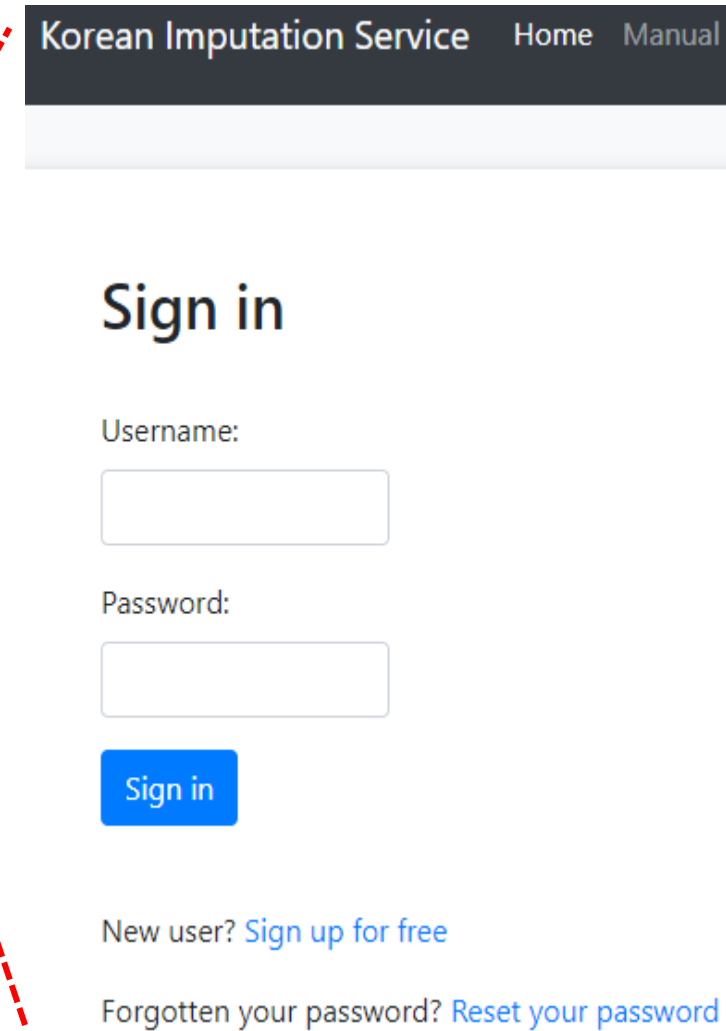 Korean Imputation Service Home Manual
Sign in
Username:
Password:
Sign in
New user? Sign up for free
Forgotten your password? Reset your password